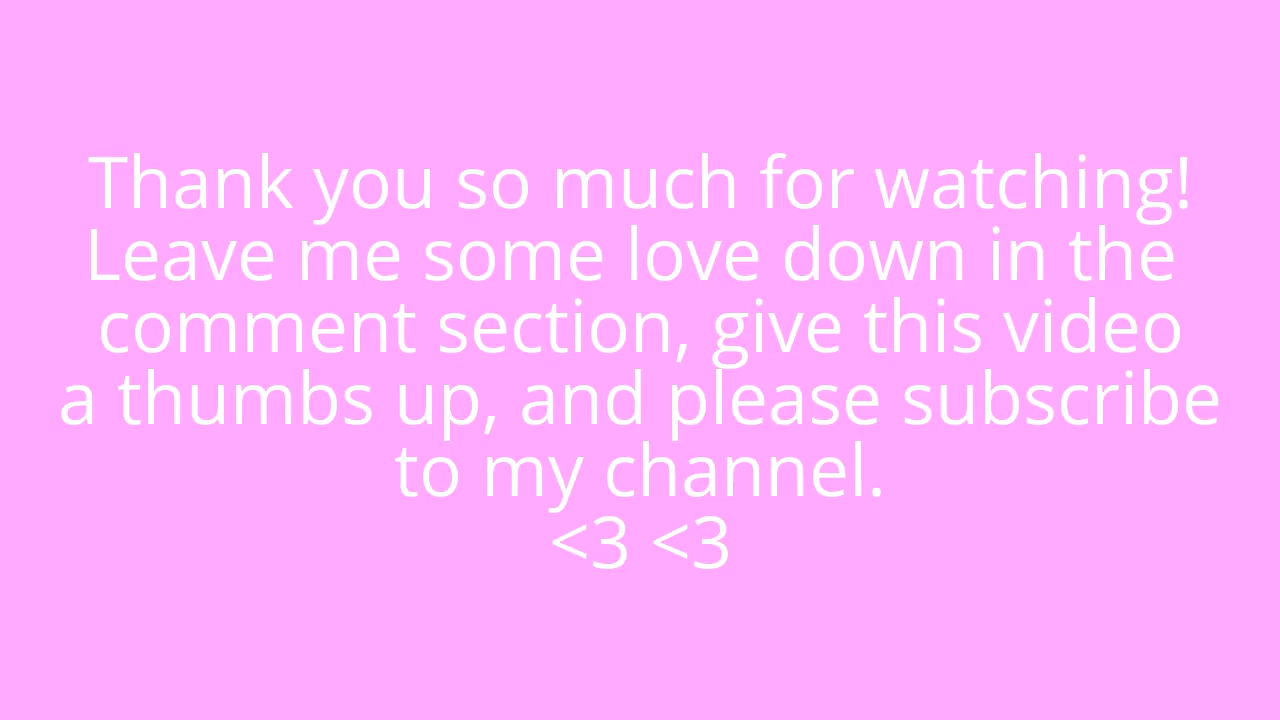 Thank you so much for watching!
Leave me some love down in the
comment section, give this video
a thumbs up, and please subscribe
to my channel.
<3 <3